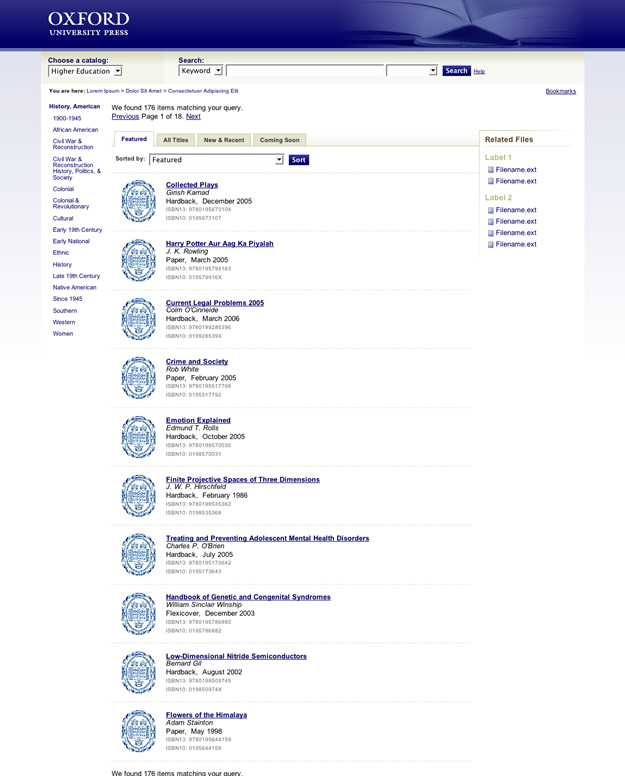 OXFORD
UNIVERSITY PRESS
Choose a catalog:
Higher Education
Search:
Keyword
Search
Help
You are here: Lorem Ipsum > Dolor Sit Amet > Consectetuer Adipiscing Elit
Bookmarks
History, American
1900-1945
African American
Civil War &
Reconstruction
Civil War &
Reconstruction
History, Politics, &
Society
Colonial
Colonial &
Revolutionary
Cultural
Early 19th Century
Early National
Ethnic
History
Late 19th Century
Native American
Since 1945
Southern
Western
Women
We found 176 items matching your query.
Previous Page 1 of 18. Next
Featured
All Titles
New & Recent
Coming Soon
Sorted by:
Featured
Sort
Collected Plays
Girish Karnad
Hardback, December 2005
ISBN13: 9780195673104
ISBN10: 0195673107
Harry Potter Aur Aag Ka Piyalah
J. K. Rowling
Paper, March 2005
ISBN13: 9780195799163
ISBN10: 019579916X
Current Legal Problems 2005
Colm O'Cinneide
Hardback, March 2006
ISBN13: 9780199285396
ISBN10: 019928539X
Crime and Society
Rob White
Paper, February 2005
ISBN13: 9780195517798
ISBN10: 0195517792
Emotion Explained
Edmund T. Rolls
Hardback, October 2005
ISBN13: 9780198570035
ISBN10: 0198570031
Finite Projective Spaces of Three Dimensions
J. W. P. Hirschfeld
Hardback, February 1986
ISBN13: 9780198535362
ISBN10: 0198535368
Treating and Preventing Adolescent Mental Health Disorders
Charles P. O'Brien
Hardback, July 2005
ISBN13: 9780195173642
ISBN10: 0195173643
Handbook of Genetic and Congenital Syndromes
William Sinclair Winship
Flexicover, December 2003
ISBN13: 9780195786880
ISBN10: 0195786882
Low-Dimensional Nitride Semiconductors
Bernard Gil
Hardback, August 2002
ISBN13: 9780198509745
ISBN10: 019850974X
Flowers of the Himalaya
Adam Stainton
Paper, May 1998
ISBN13: 9780195644159
ISBN10: 0195644158
We found 176 items matching your query.
Related Files
Label 1
Filename.ext
Filename.ext
Label 2
Filename.ext
Filename.ext
Filename.ext
Filename.ext